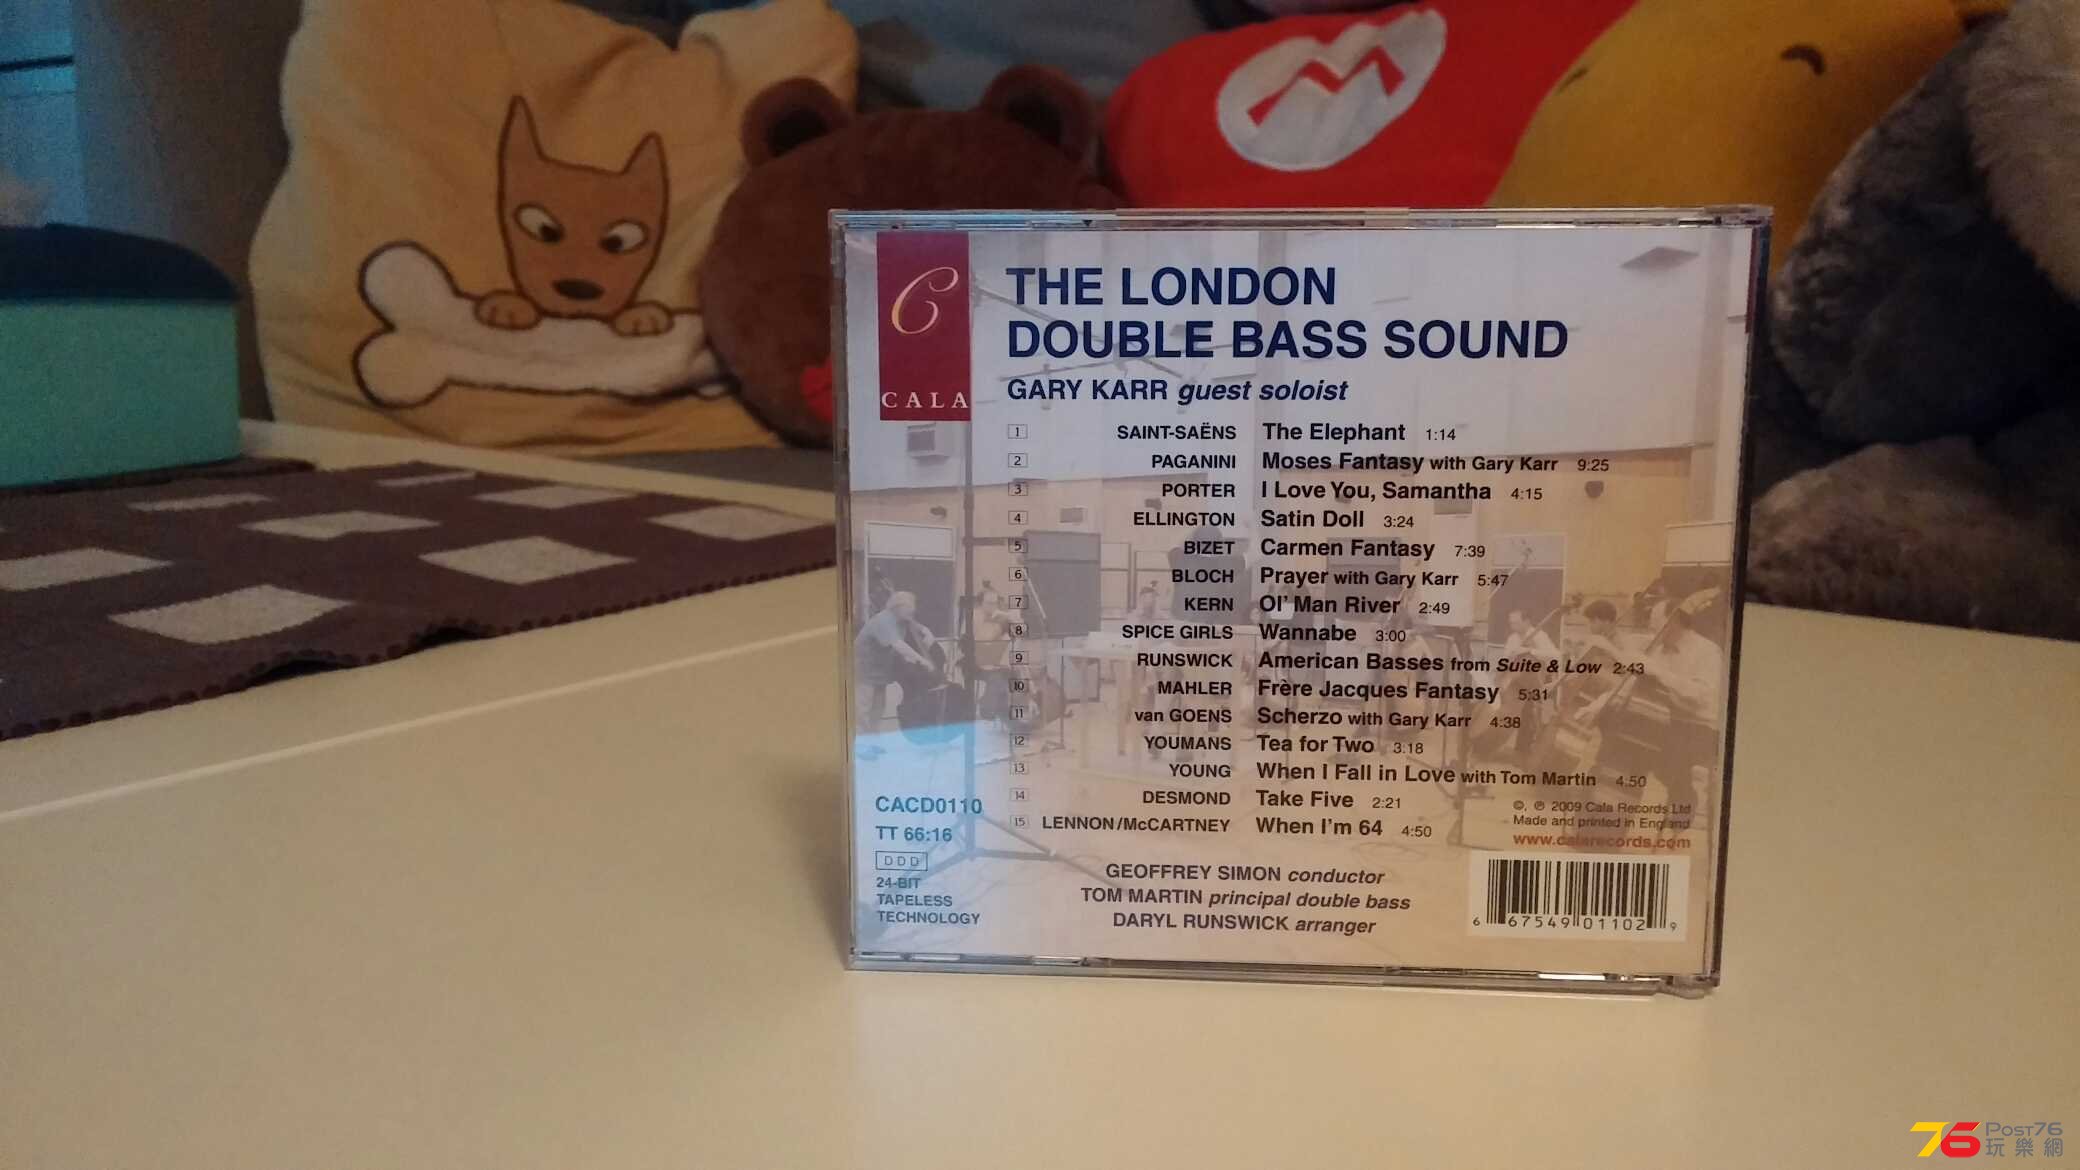 C
CALA
THE LONDON
DOUBLE BASS SOUND
GARY KARR guest soloist
1 SAINT-SAËNS The Elephant 1:14
2 PAGANINI Moses Fantasy with Gary Karr 9:25
3 PORTER I Love You, Samantha 4:15
4 ELLINGTON Satin Doll 3:24
5 BIZET Carmen Fantasy 7:39
6 BLOCH Prayer with Gary Karr 5:47
7 KERN Ol' Man River 2:49
8 SPICE GIRLS Wannabe 3:00
9 RUNSWICK American Basses from Suite & Low 2:43
10 MAHLER Frère Jacques Fantasy 5:31
11 van GOENS Scherzo with Gary Karr 4:38
12 YOUMANS Tea for Two 3:18
13 YOUNG When I Fall in Love with Tom Martin 4:50
14 DESMOND Take Five 2:21
15 LENNON/McCARTNEY When I'm 64 4:50
CACD0110
TT 66:16
DDD
24-BIT
TAPELESS
TECHNOLOGY
©, ℗ 2009 Cala Records Ltd
Made and printed in England
www.calarecords.com
GEOFFREY SIMON conductor
TOM MARTIN principal double bass
DARYL RUNSWICK arranger
6 67549 01102 9
M
76 POST76
玩樂網